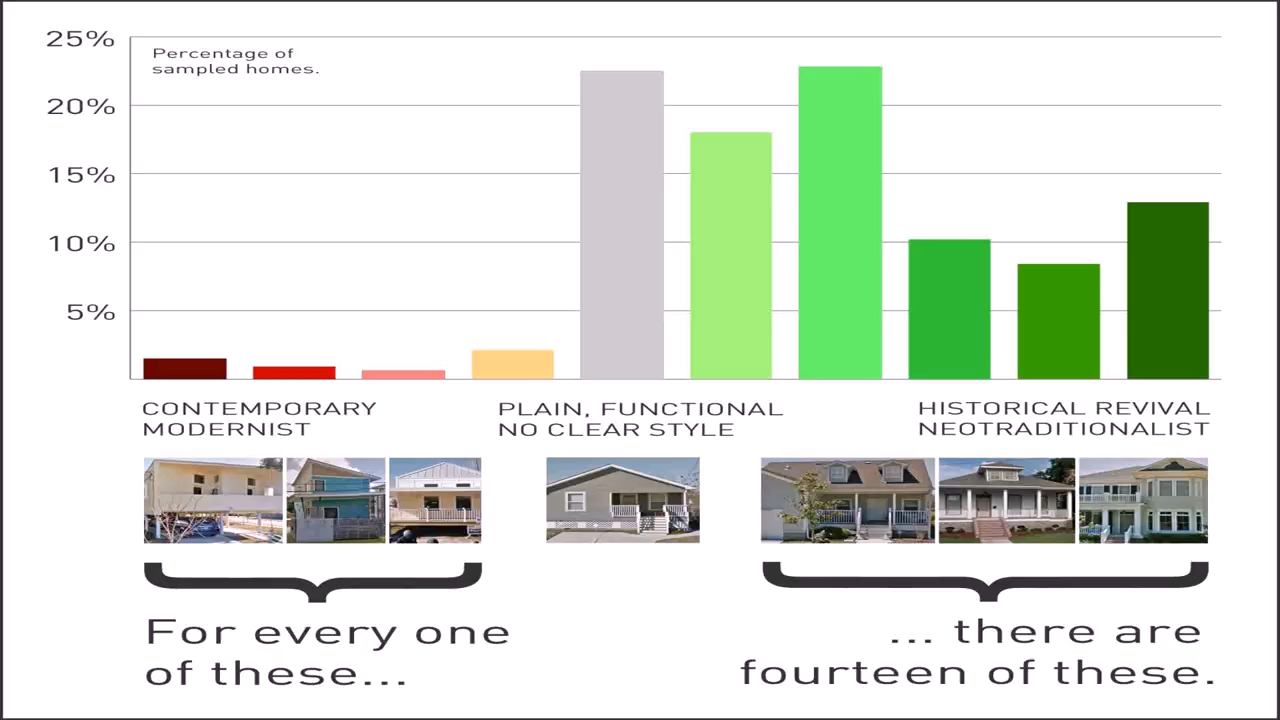 25%
Percentage of
sampled homes.
20%
15%
10%
5%
CONTEMPORARY
MODERNIST
PLAIN, FUNCTIONAL
NO CLEAR STYLE
HISTORICAL REVIVAL
NEOTRADITIONALIST
For every one
of these...
... there are
fourteen of these.